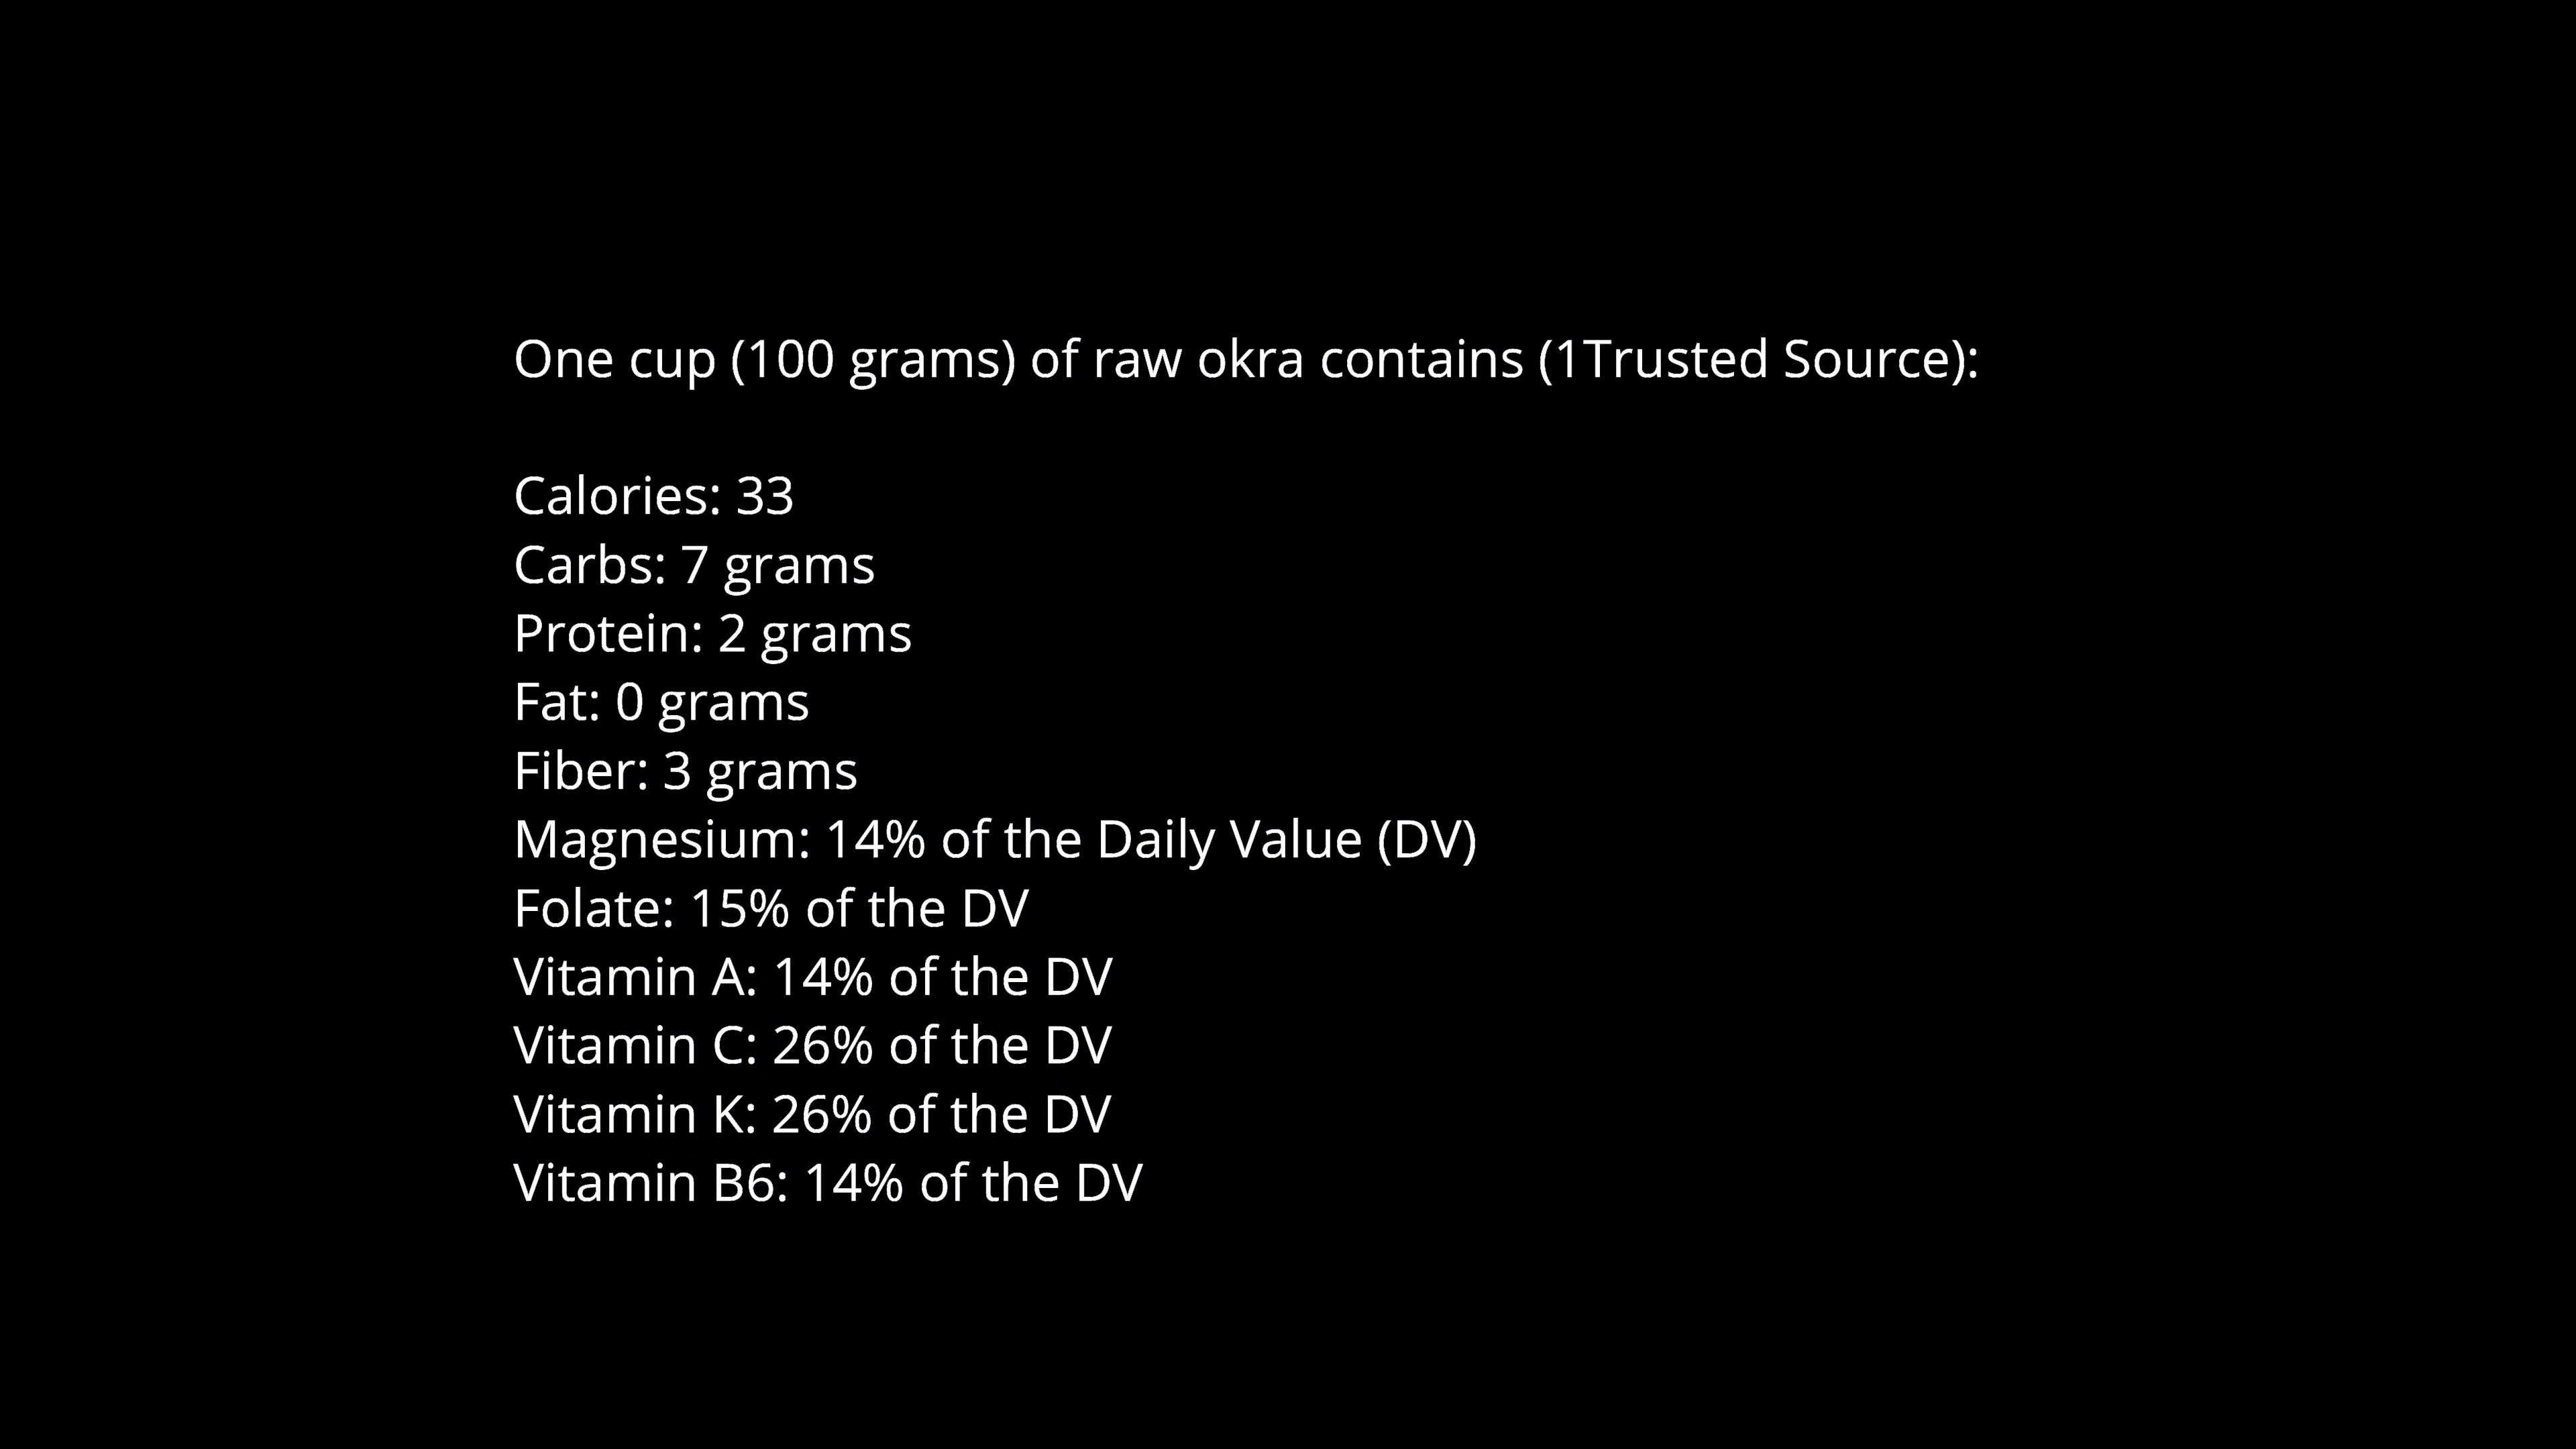 One cup (100 grams) of raw okra contains (1Trusted Source):
Calories: 33
Carbs: 7 grams
Protein: 2 grams
Fat: 0 grams
Fiber: 3 grams
Magnesium: 14% of the Daily Value (DV)
Folate: 15% of the DV
Vitamin A: 14% of the DV
Vitamin C: 26% of the DV
Vitamin K: 26% of the DV
Vitamin B6: 14% of the DV